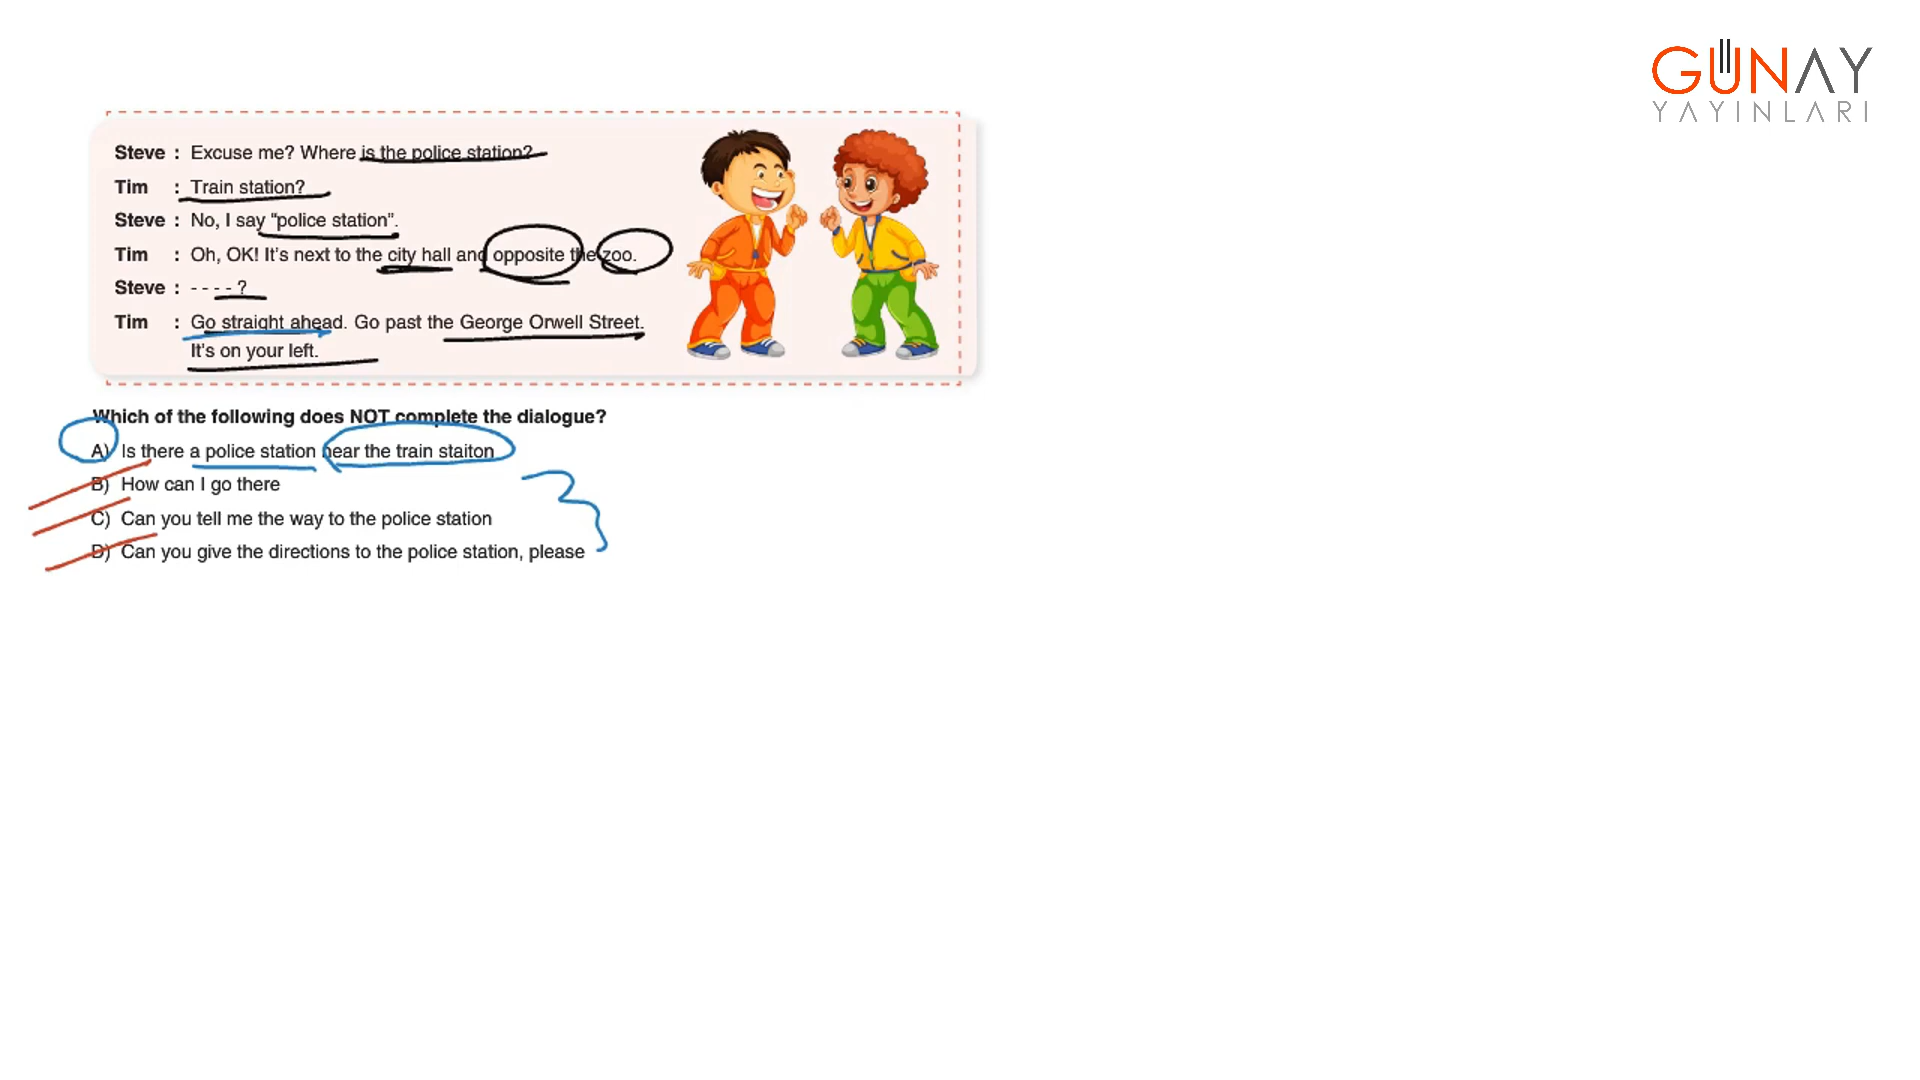 GÜNAY
YAYINLARI
Steve : Excuse me? Where is the police station?
Tim : Train station?
Steve : No, I say “police station”.
Tim : Oh, OK! It’s next to the city hall and opposite the zoo.
Steve : - - - - ?
Tim : Go straight ahead. Go past the George Orwell Street.
It’s on your left.
Which of the following does NOT complete the dialogue?
A) Is there a police station near the train staiton
B) How can I go there
C) Can you tell me the way to the police station
D) Can you give the directions to the police station, please